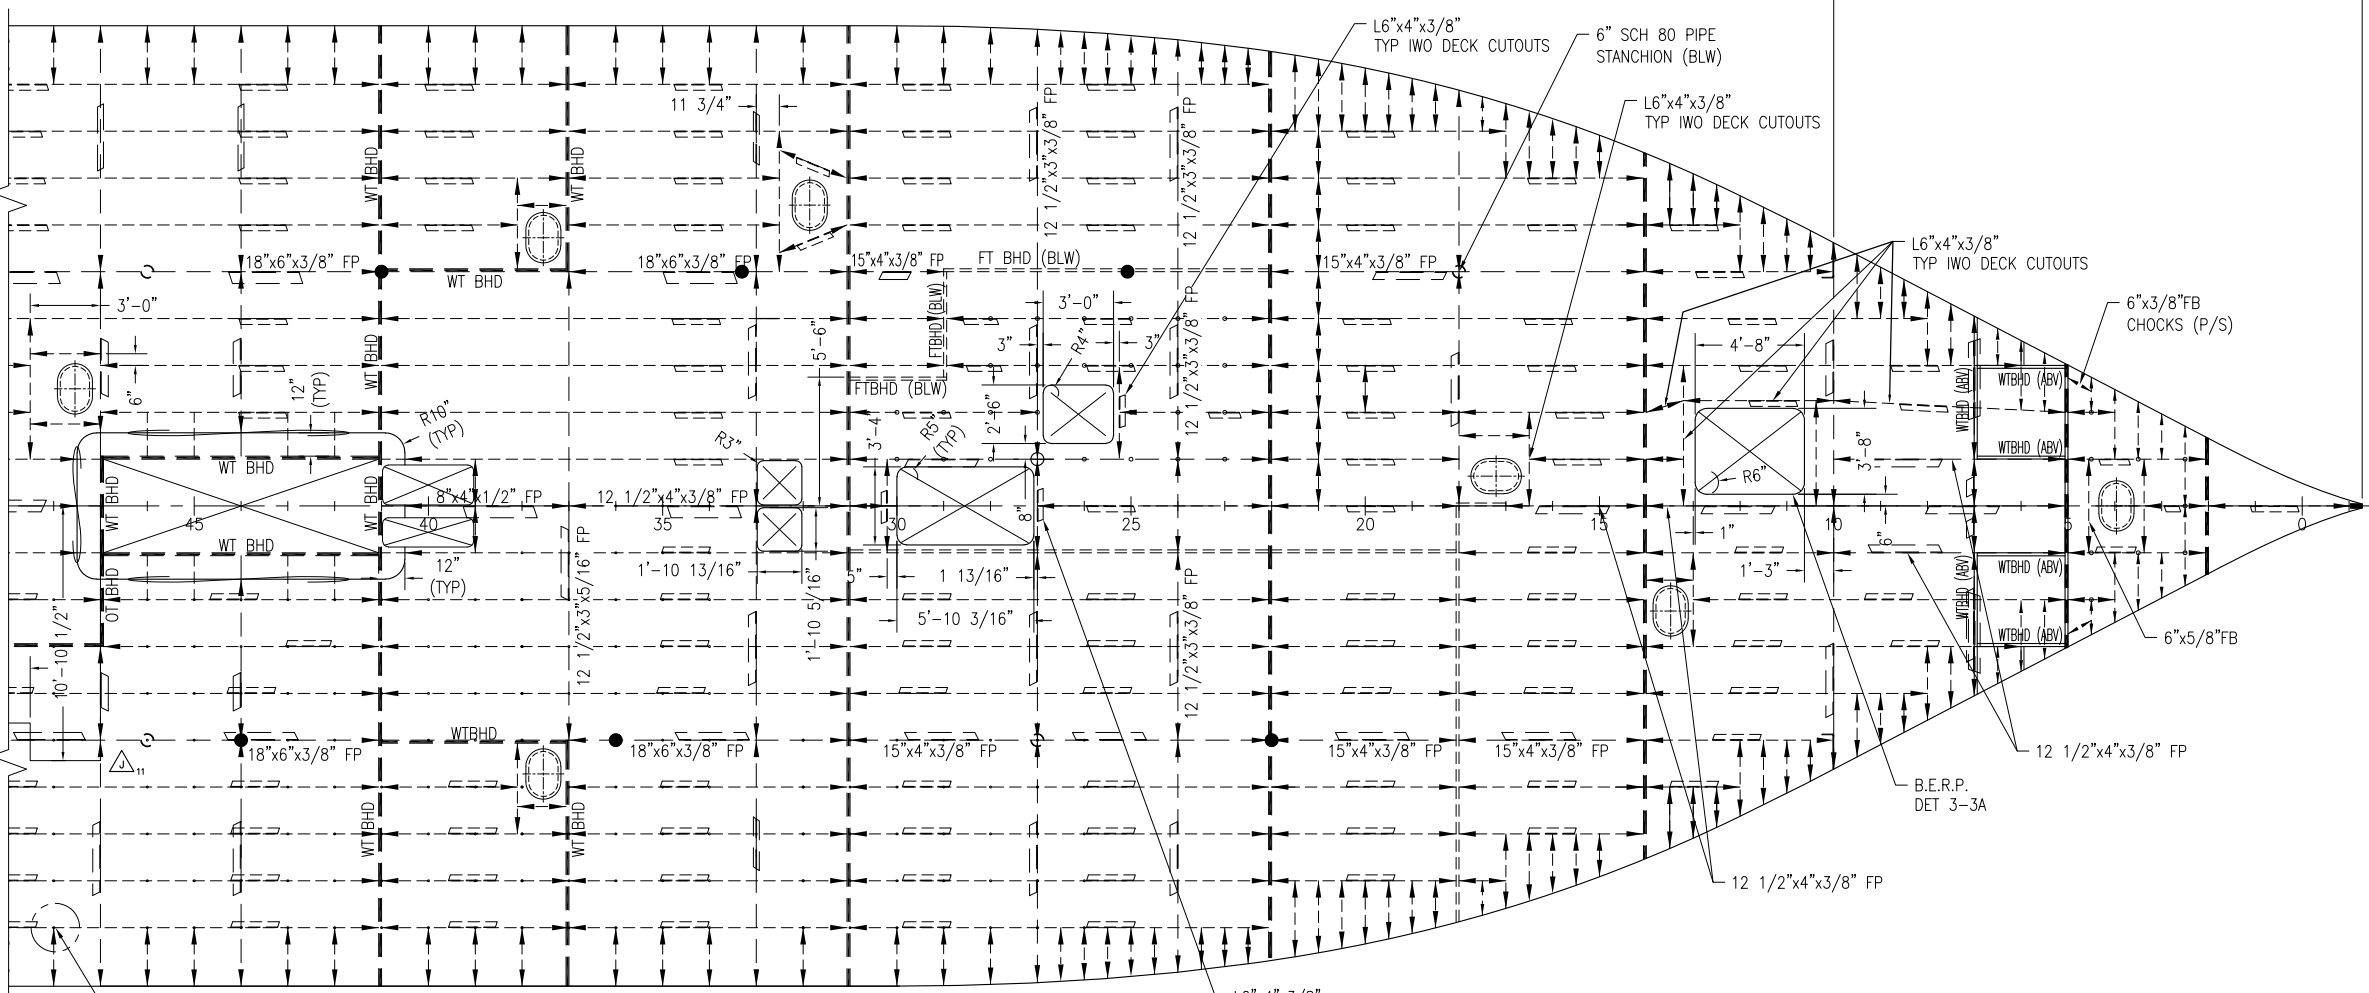 L6"x4"x3/8"
TYP IWO DECK CUTOUTS
6" SCH 80 PIPE
STANCHION (BLW)
L6"x4"x3/8"
TYP IWO DECK CUTOUTS
11 3/4"
12 1/2"x3"x3/8" FP
12 1/2"x3"x3/8" FP
WT BHD
WT BHD
L6"x4"x3/8"
TYP IWO DECK CUTOUTS
18"x6"x3/8" FP
WT BHD
18"x6"x3/8" FP
15"x4"x3/8" FP
FT BHD (BLW)
15"x4"x3/8" FP
3'-0"
FTBHD (BLW)
3'-0"
12 1/2"x3"x3/8" FP
6"x3/8"FB
CHOCKS (P/S)
WT BHD
5'-6"
3"
R4"
3"
4'-8"
6"
12"
(TYP)
FTBHD (BLW)
WTBHD (ABV)
WTBHD (ABV)
R10"
(TYP)
R3"
3'-4"
R5"
(TYP)
2'-6"
WTBHD (ABV)
3'-8"
R6"
WT BHD
WT BHD
WT BHD
8"x4"x1/2" FP
12 1/2"x4"x3/8" FP
8"
45
40
35
30
25
20
15
10
5
0
WT BHD
12"
(TYP)
1'-10 13/16"
5"
1 13/16"
1"
6"
1'-3"
WTBHD (ABV)
WTBHD (ABV)
WTBHD (ABV)
OT BHD
12 1/2"x3"x5/16" FP
1'-10 5/16"
5'-10 3/16"
12 1/2"x3"x3/8" FP
6"x5/8"FB
10'-10 1/2"
J
11
18"x6"x3/8" FP
WTBHD
18"x6"x3/8" FP
15"x4"x3/8" FP
15"x4"x3/8" FP
15"x4"x3/8" FP
12 1/2"x4"x3/8" FP
B.E.R.P.
DET 3-3A
WTBHD
WTBHD
12 1/2"x4"x3/8" FP